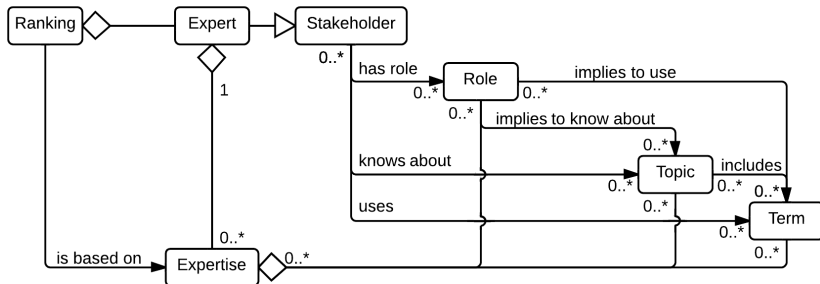 Ranking
Expert
Stakeholder
0..*
has role
Role
implies to use
0..*
0..*
1
0..*
implies to know about
0..*
knows about
Topic
includes
0..*
0..*
0..*
uses
0..*
Term
0..*
0..*
0..*
is based on
Expertise
0..*